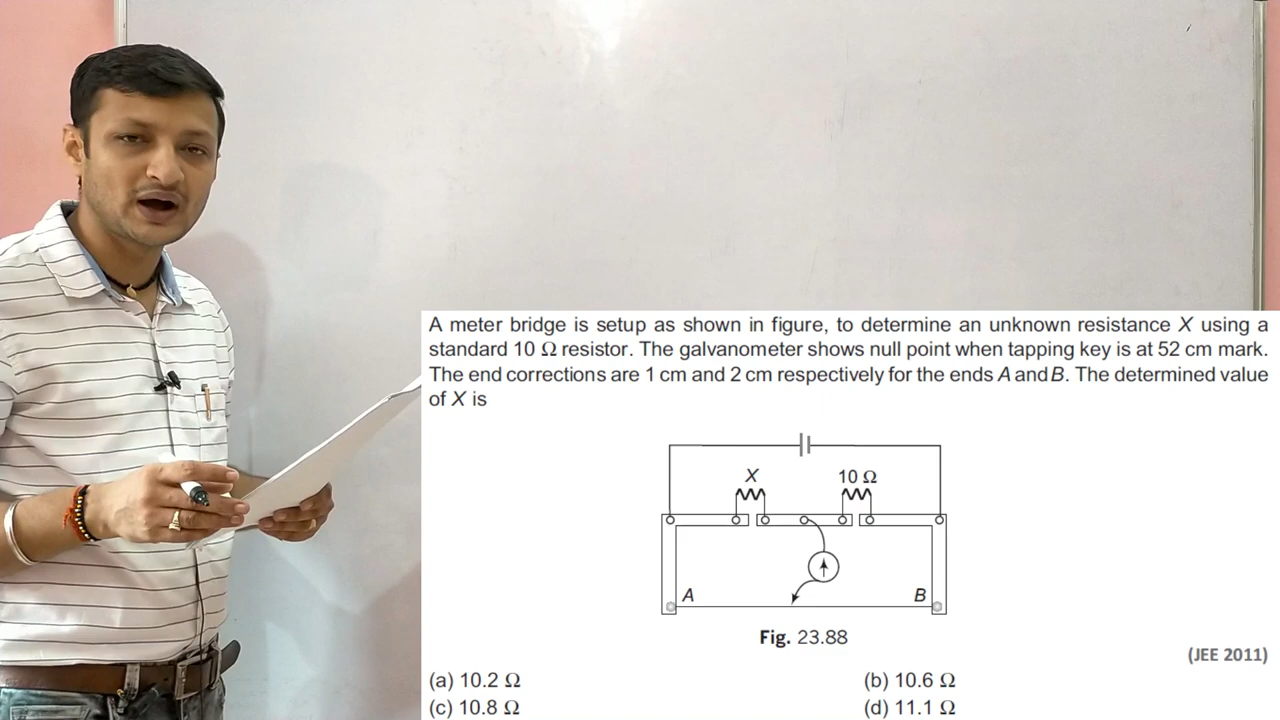 A meter bridge is setup as shown in figure, to determine an unknown resistance X using a
standard 10 Ω resistor. The galvanometer shows null point when tapping key is at 52 cm mark.
The end corrections are 1 cm and 2 cm respectively for the ends A and B. The determined value
of X is
X
10 Ω
A
B
Fig. 23.88
(JEE 2011)
(a) 10.2 Ω
(b) 10.6 Ω
(c) 10.8 Ω
(d) 11.1 Ω